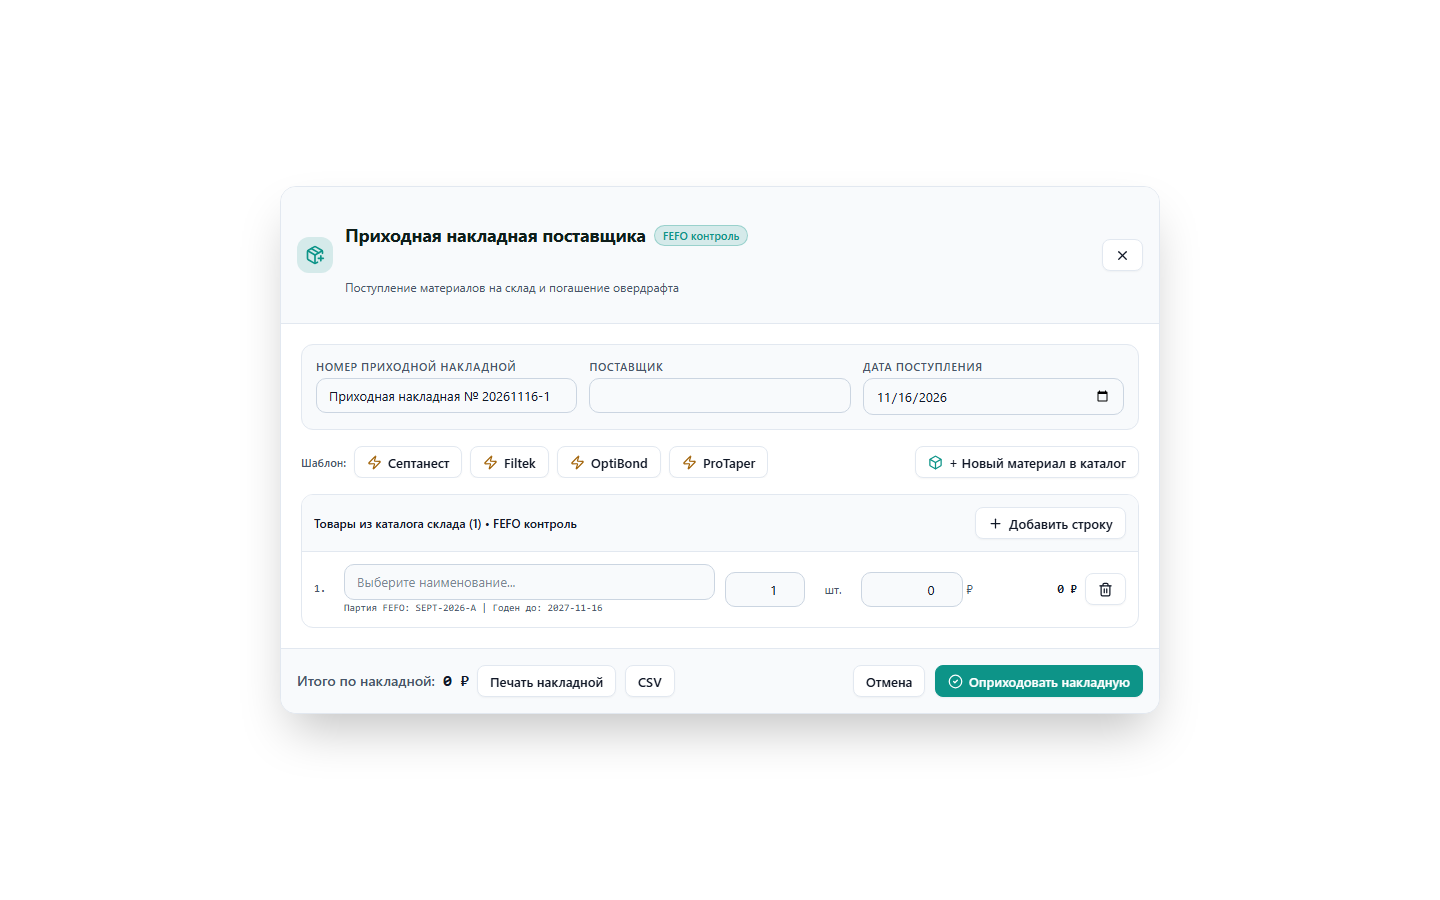 Приходная накладная поставщика FEFO контроль
Поступление материалов на склад и погашение овердрафта
НОМЕР ПРИХОДНОЙ НАКЛАДНОЙ ПОСТАВЩИК ДАТА ПОСТУПЛЕНИЯ
Приходная накладная № 20261116-1 11/16/2026
Шаблон: Септанест Filtek OptiBond ProTaper + Новый материал в каталог
Товары из каталога склада (1) • FEFO контроль Добавить строку
1. Выберите наименование... 1 шт. 0 ₽ 0 ₽
Партия FEFO: SEPT-2026-A | Годен до: 2027-11-16
Итого по накладной: 0 ₽ Печать накладной CSV Отмена Оприходовать накладную